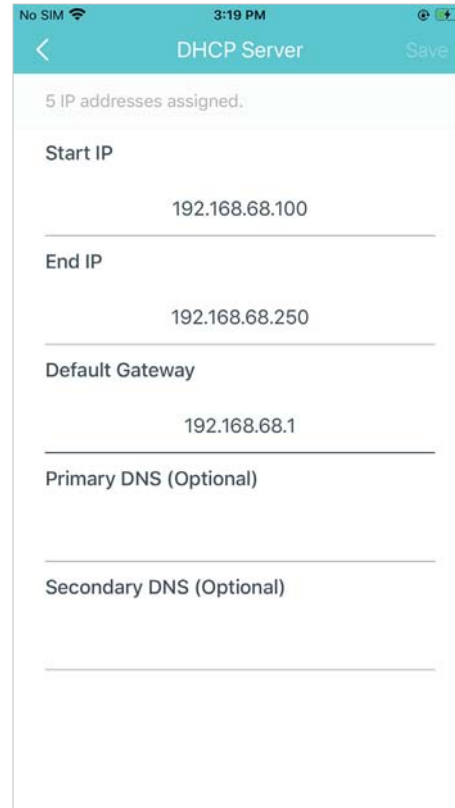 No SIM 3:19 PM
DHCP Server Save
5 IP addresses assigned.
Start IP
192.168.68.100
End IP
192.168.68.250
Default Gateway
192.168.68.1
Primary DNS (Optional)
Secondary DNS (Optional)